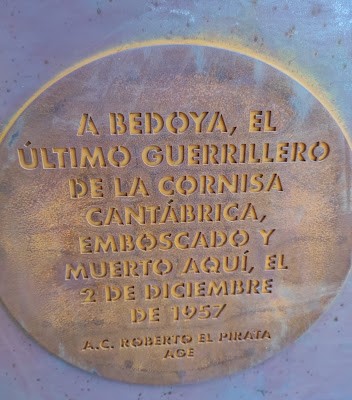 A BEDOYA, EL
ÚLTIMO GUERRILLERO
DE LA CORNISA
CANTÁBRICA,
EMBOSCADO Y
MUERTO AQUÍ, EL
2 DE DICIEMBRE
DE 1957
A.C. ROBERTO EL PIRATA
AGE